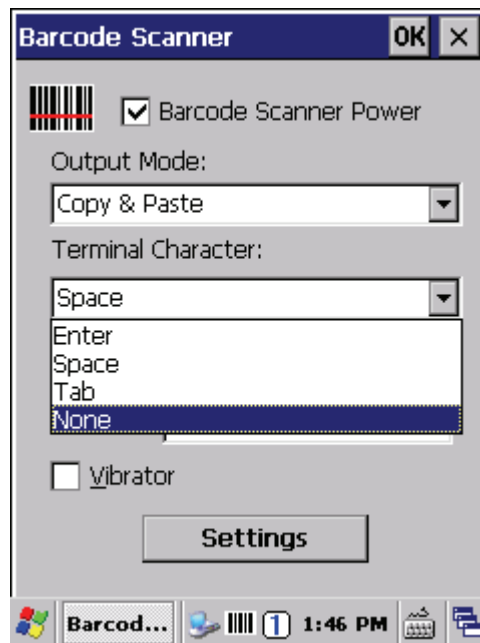 Barcode Scanner OK ×
Barcode Scanner Power
Output Mode:
Copy & Paste
Terminal Character:
Space
Enter
Space
Tab
None
Vibrator
Settings
Barcod... 1 1:46 PM